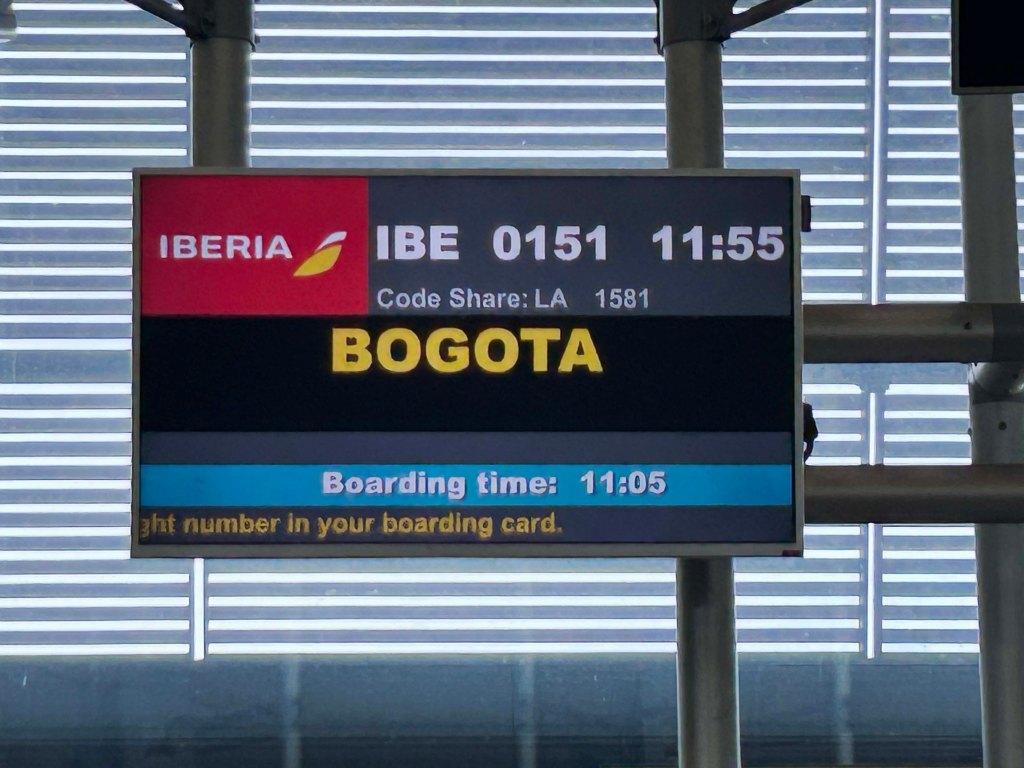 IBERIA
IBE 0151 11:55
Code Share: LA 1581
BOGOTA
Boarding time: 11:05
number in your boarding card.